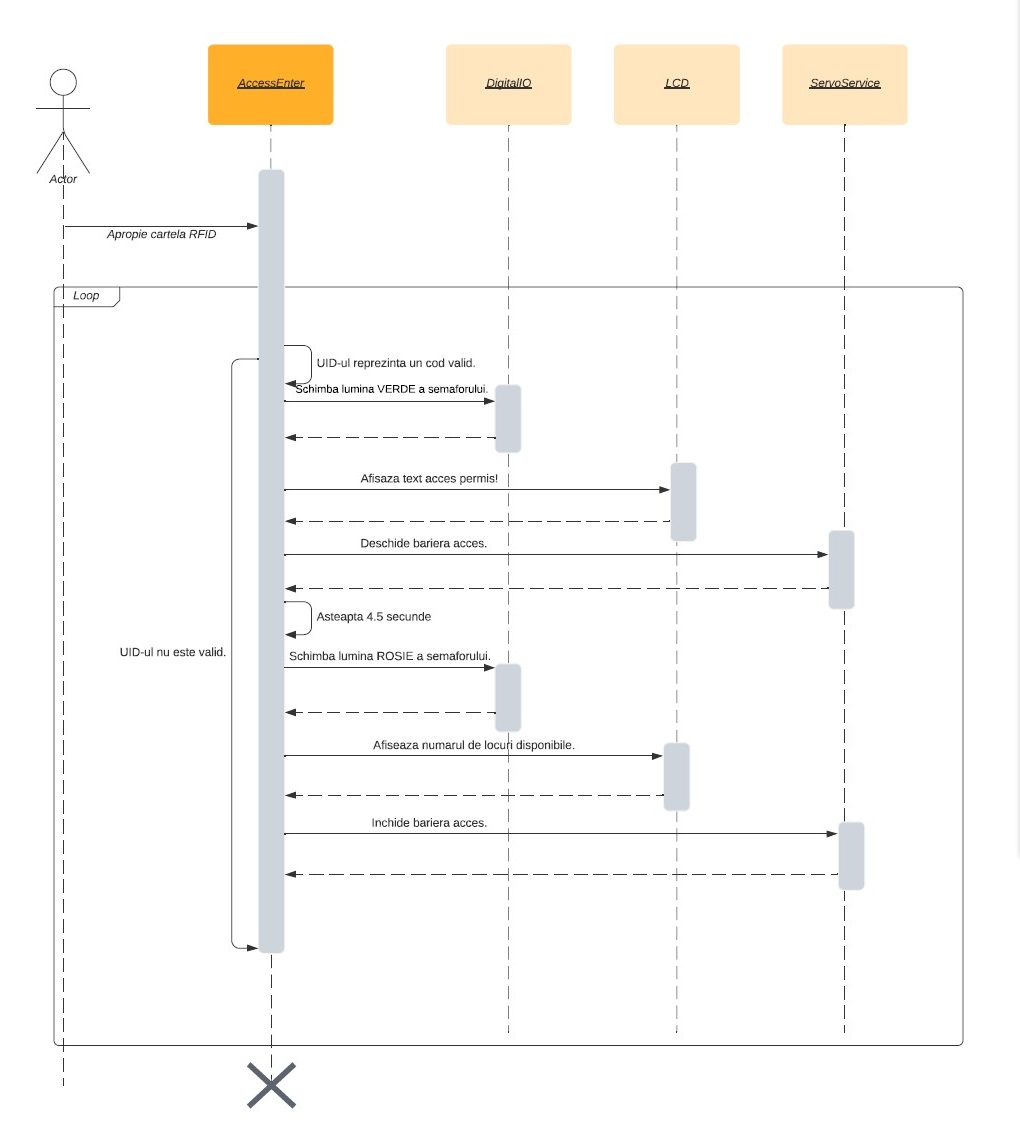 AccessEnter
DigitalIO
LCD
ServoService
Actor
Apropie cartela RFID
Loop
UID-ul reprezinta un cod valid.
Schimba lumina VERDE a semaforului.
Afisaza text acces permis!
Deschide bariera acces.
Asteapta 4.5 secunde
UID-ul nu este valid.
Schimba lumina ROSIE a semaforului.
Afiseaza numarul de locuri disponibile.
Inchide bariera acces.